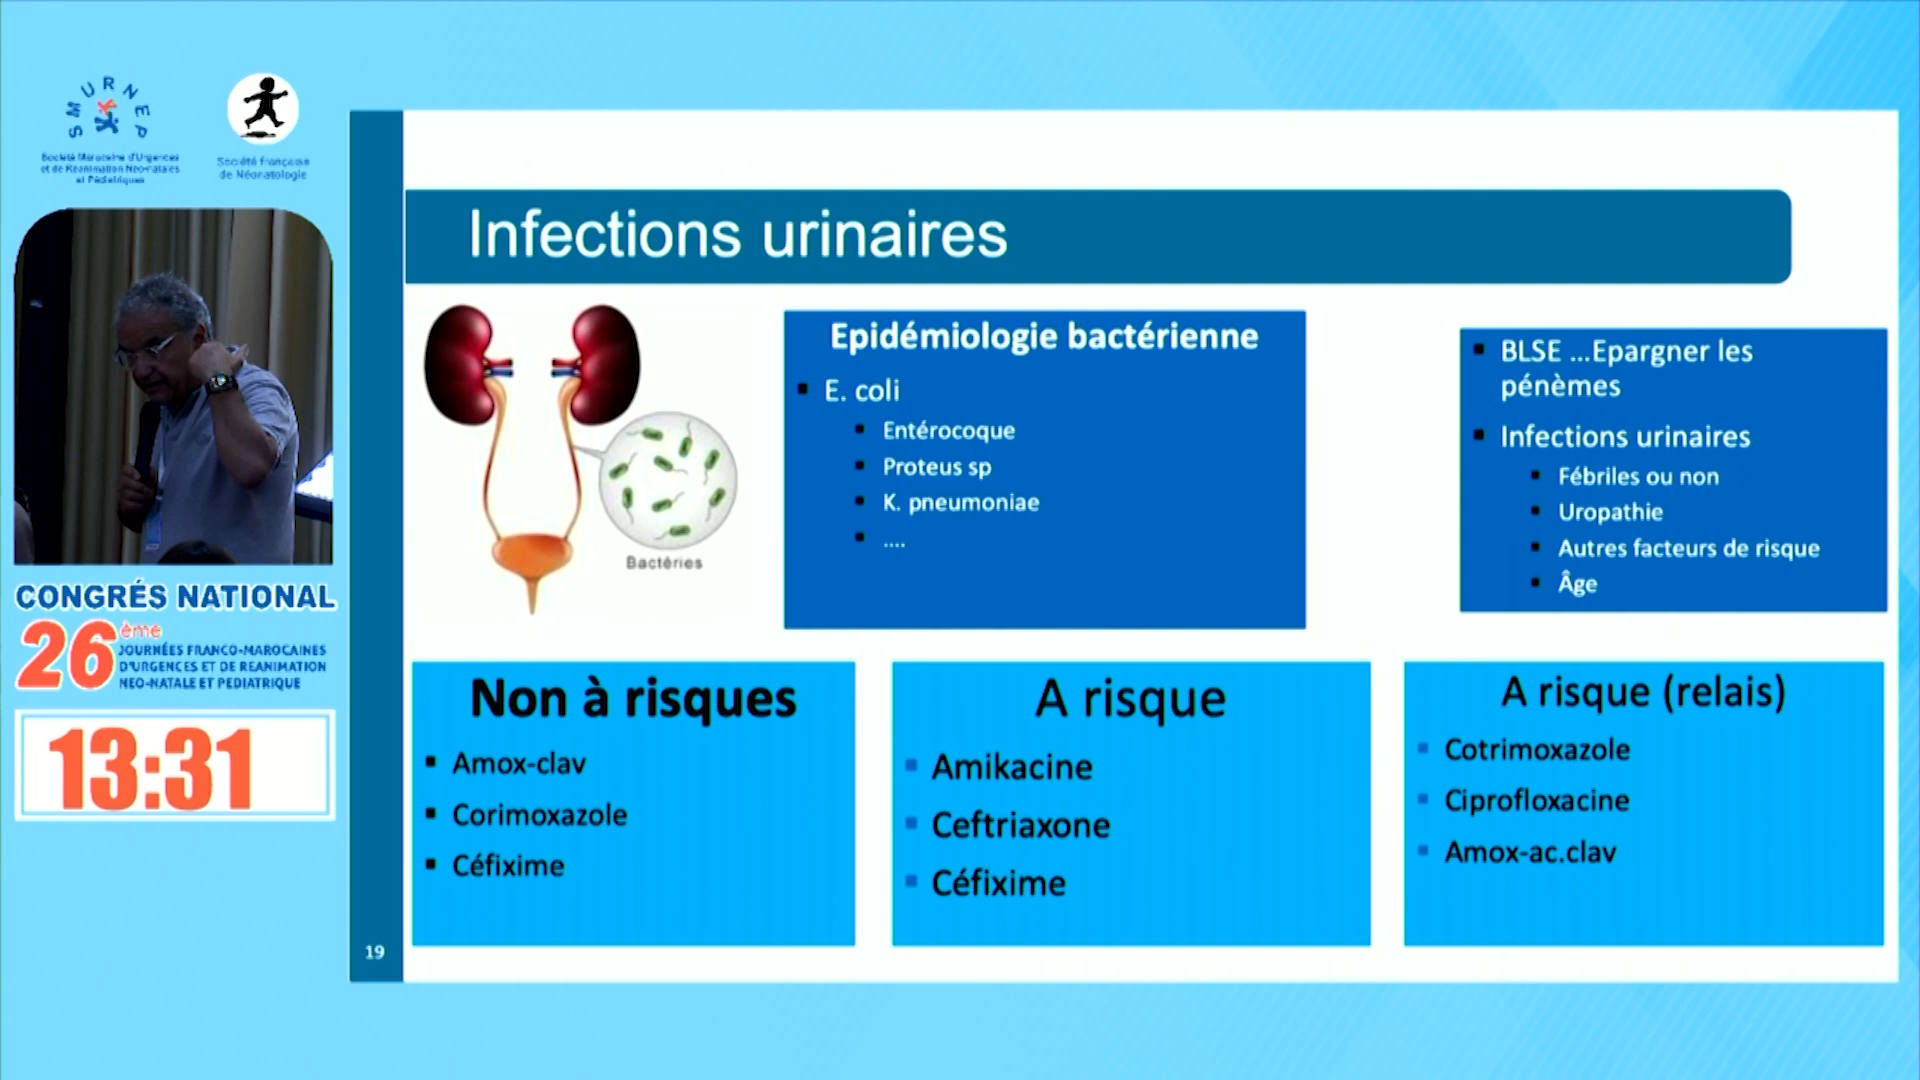 SMURNEP
Société Marocaine d'Urgences
et de Réanimation Néo-natales
et Pédiatriques
Société française
de Néonatologie
Infections urinaires
Bactéries
Epidémiologie bactérienne
E. coli
Entérocoque
Proteus sp
K. pneumoniae
....
BLSE ...Epargner les
pénèmes
Infections urinaires
Fébriles ou non
Uropathie
Autres facteurs de risque
Âge
CONGRÉS NATIONAL
26ème
JOURNÉES FRANCO-MAROCAINES
D'URGENCES ET DE REANIMATION
NEO-NATALE ET PEDIATRIQUE
13:31
Non à risques
Amox-clav
Corimoxazole
Céfixime
A risque
Amikacine
Ceftriaxone
Céfixime
A risque (relais)
Cotrimoxazole
Ciprofloxacine
Amox-ac.clav
19